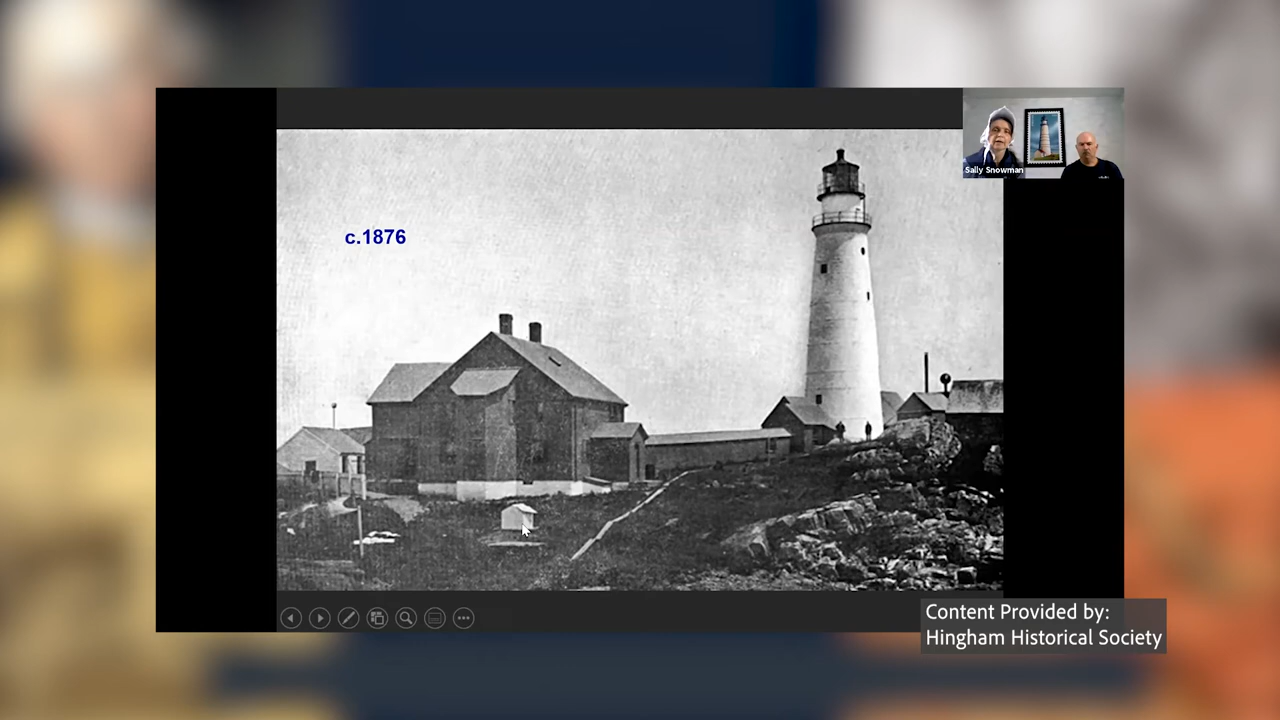 c.1876
Sally Snowman
Content Provided by:
Hingham Historical Society